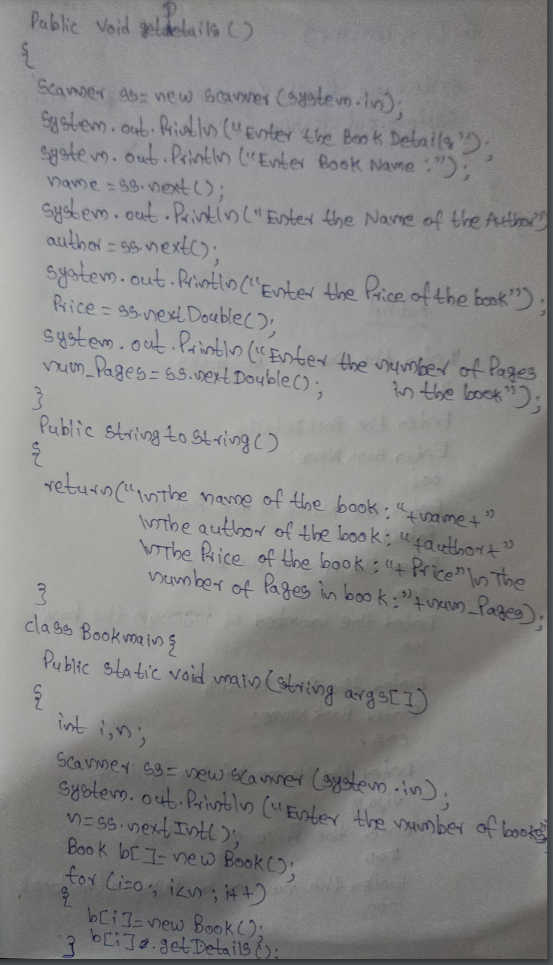 Public void getDetails()
{
Scanner ss= new Scanner (System.in);
System.out.Println("Enter the Book Details");
System.out.Println ("Enter Book Name :");
name = ss.next();
System.out.Println("Enter the Name of the Author")
author = ss.next();
System.out.Println("Enter the Price of the book");
Price = ss.nextDouble();
System.out.Println("Enter the number of Pages
in the book");
num_Pages= ss.nextDouble();
}
Public string to String()
{
return("\nThe name of the book: "+name+"
\nThe author of the book: "+author+"
\nThe Price of the book : "+ Price" \n The
number of Pages in book: "+num_Pages);
}
class Bookmain{
Public static void main(String args[])
{
int i,n;
Scanner ss= new scanner (System.in);
System.out.Println ("Enter the number of books
n=ss.nextInt();
Book b[]= new Book();
for (i=0; i<n ; i++)
{
b[i]= new Book();
b[i].getDetails();
}